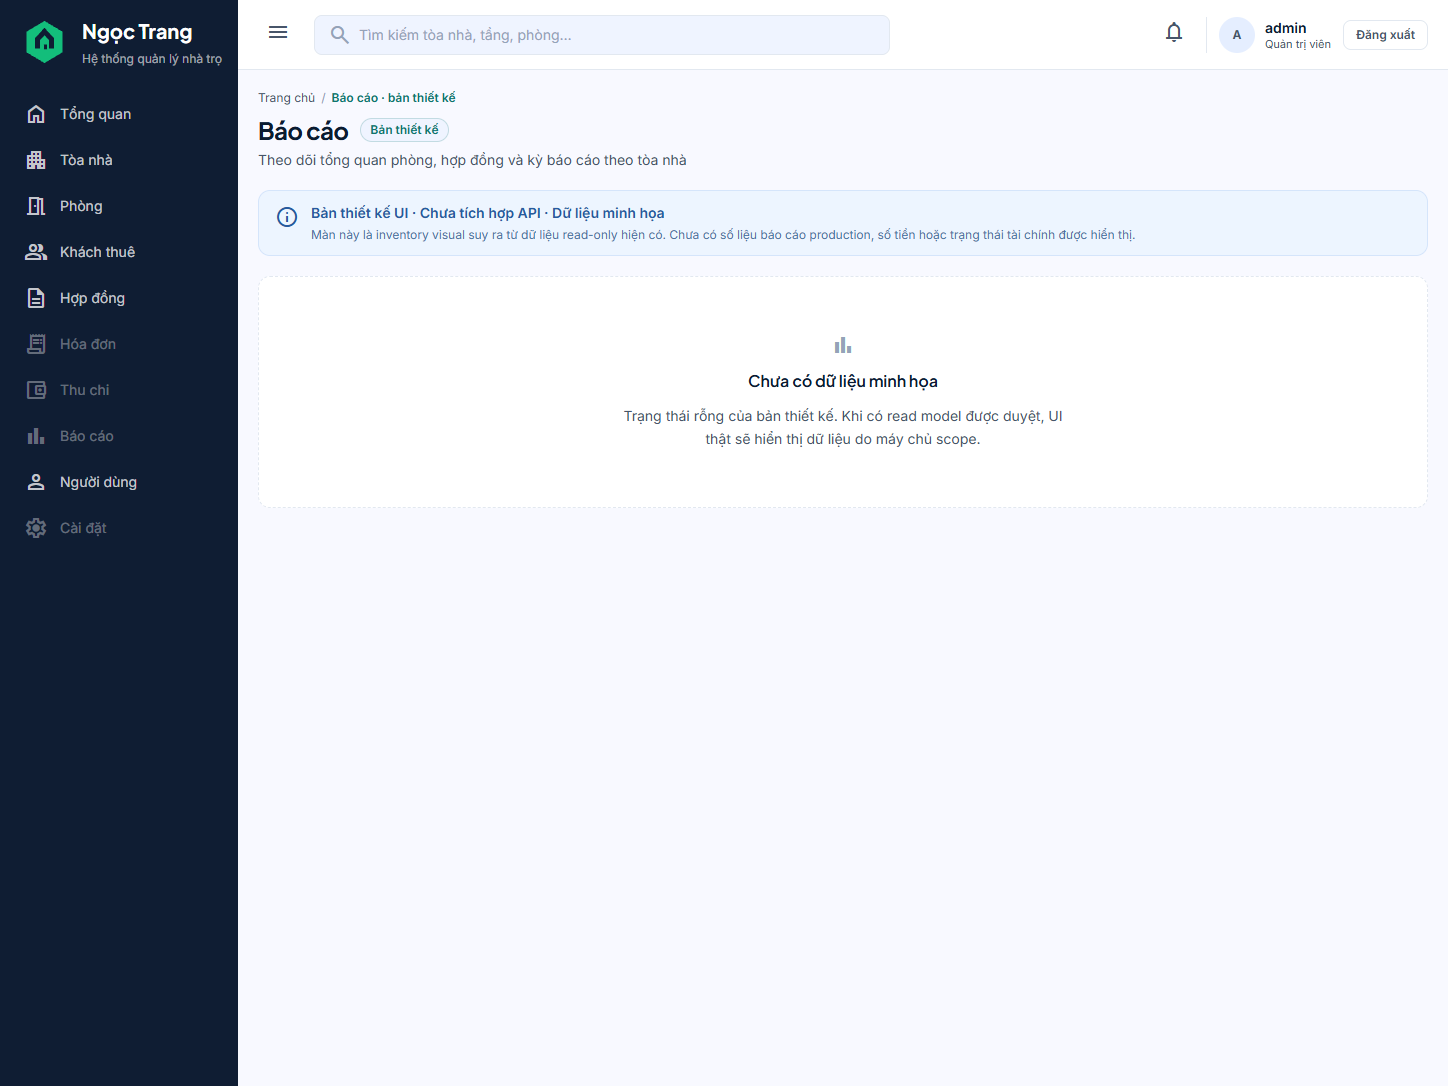 Ngọc Trang
Hệ thống quản lý nhà trọ
Tổng quan
Tòa nhà
Phòng
Khách thuê
Hợp đồng
Hóa đơn
Thu chi
Báo cáo
Người dùng
Cài đặt
Tìm kiếm tòa nhà, tầng, phòng...
A
admin
Quản trị viên
Đăng xuất
Trang chủ / Báo cáo · bản thiết kế
Báo cáo
Bản thiết kế
Theo dõi tổng quan phòng, hợp đồng và kỳ báo cáo theo tòa nhà
Bản thiết kế UI · Chưa tích hợp API · Dữ liệu minh họa
Màn này là inventory visual suy ra từ dữ liệu read-only hiện có. Chưa có số liệu báo cáo production, số tiền hoặc trạng thái tài chính được hiển thị.
Chưa có dữ liệu minh họa
Trạng thái rỗng của bản thiết kế. Khi có read model được duyệt, UI
thật sẽ hiển thị dữ liệu do máy chủ scope.